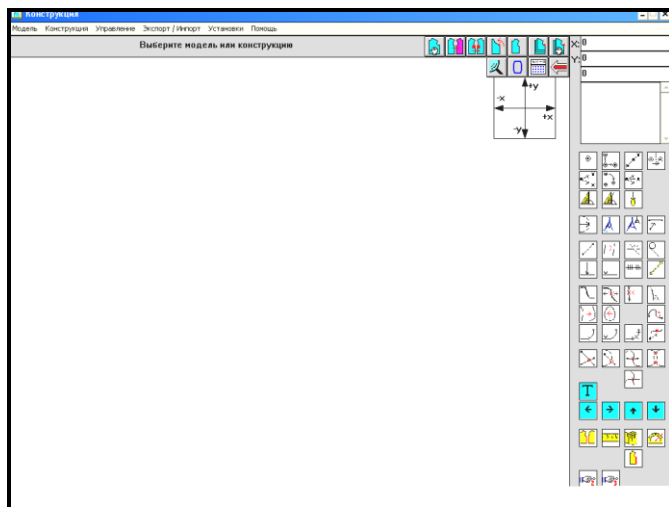 Конструкция
Модель Конструкция Управление Экспорт / Импорт Установки Помощь
Выберите модель или конструкцию
X: 0
Y: 0
0
+y
-x
+x
-y
T